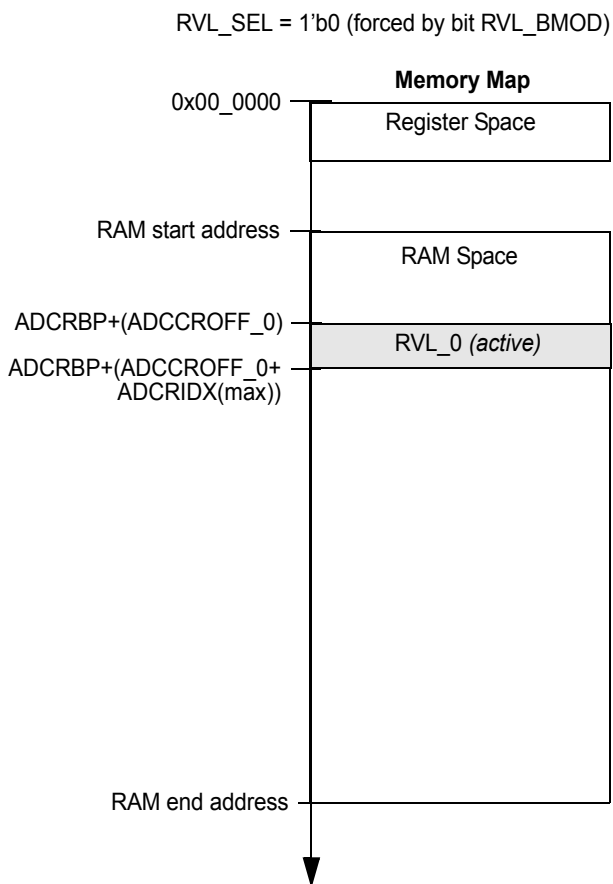 RVL_SEL = 1'b0 (forced by bit RVL_BMOD)
Memory Map
0x00_0000
Register Space
RAM start address
RAM Space
ADCRBP+(ADCCROFF_0)
RVL_0 (active)
ADCRBP+(ADCCROFF_0+
ADCRIDX(max))
RAM end address